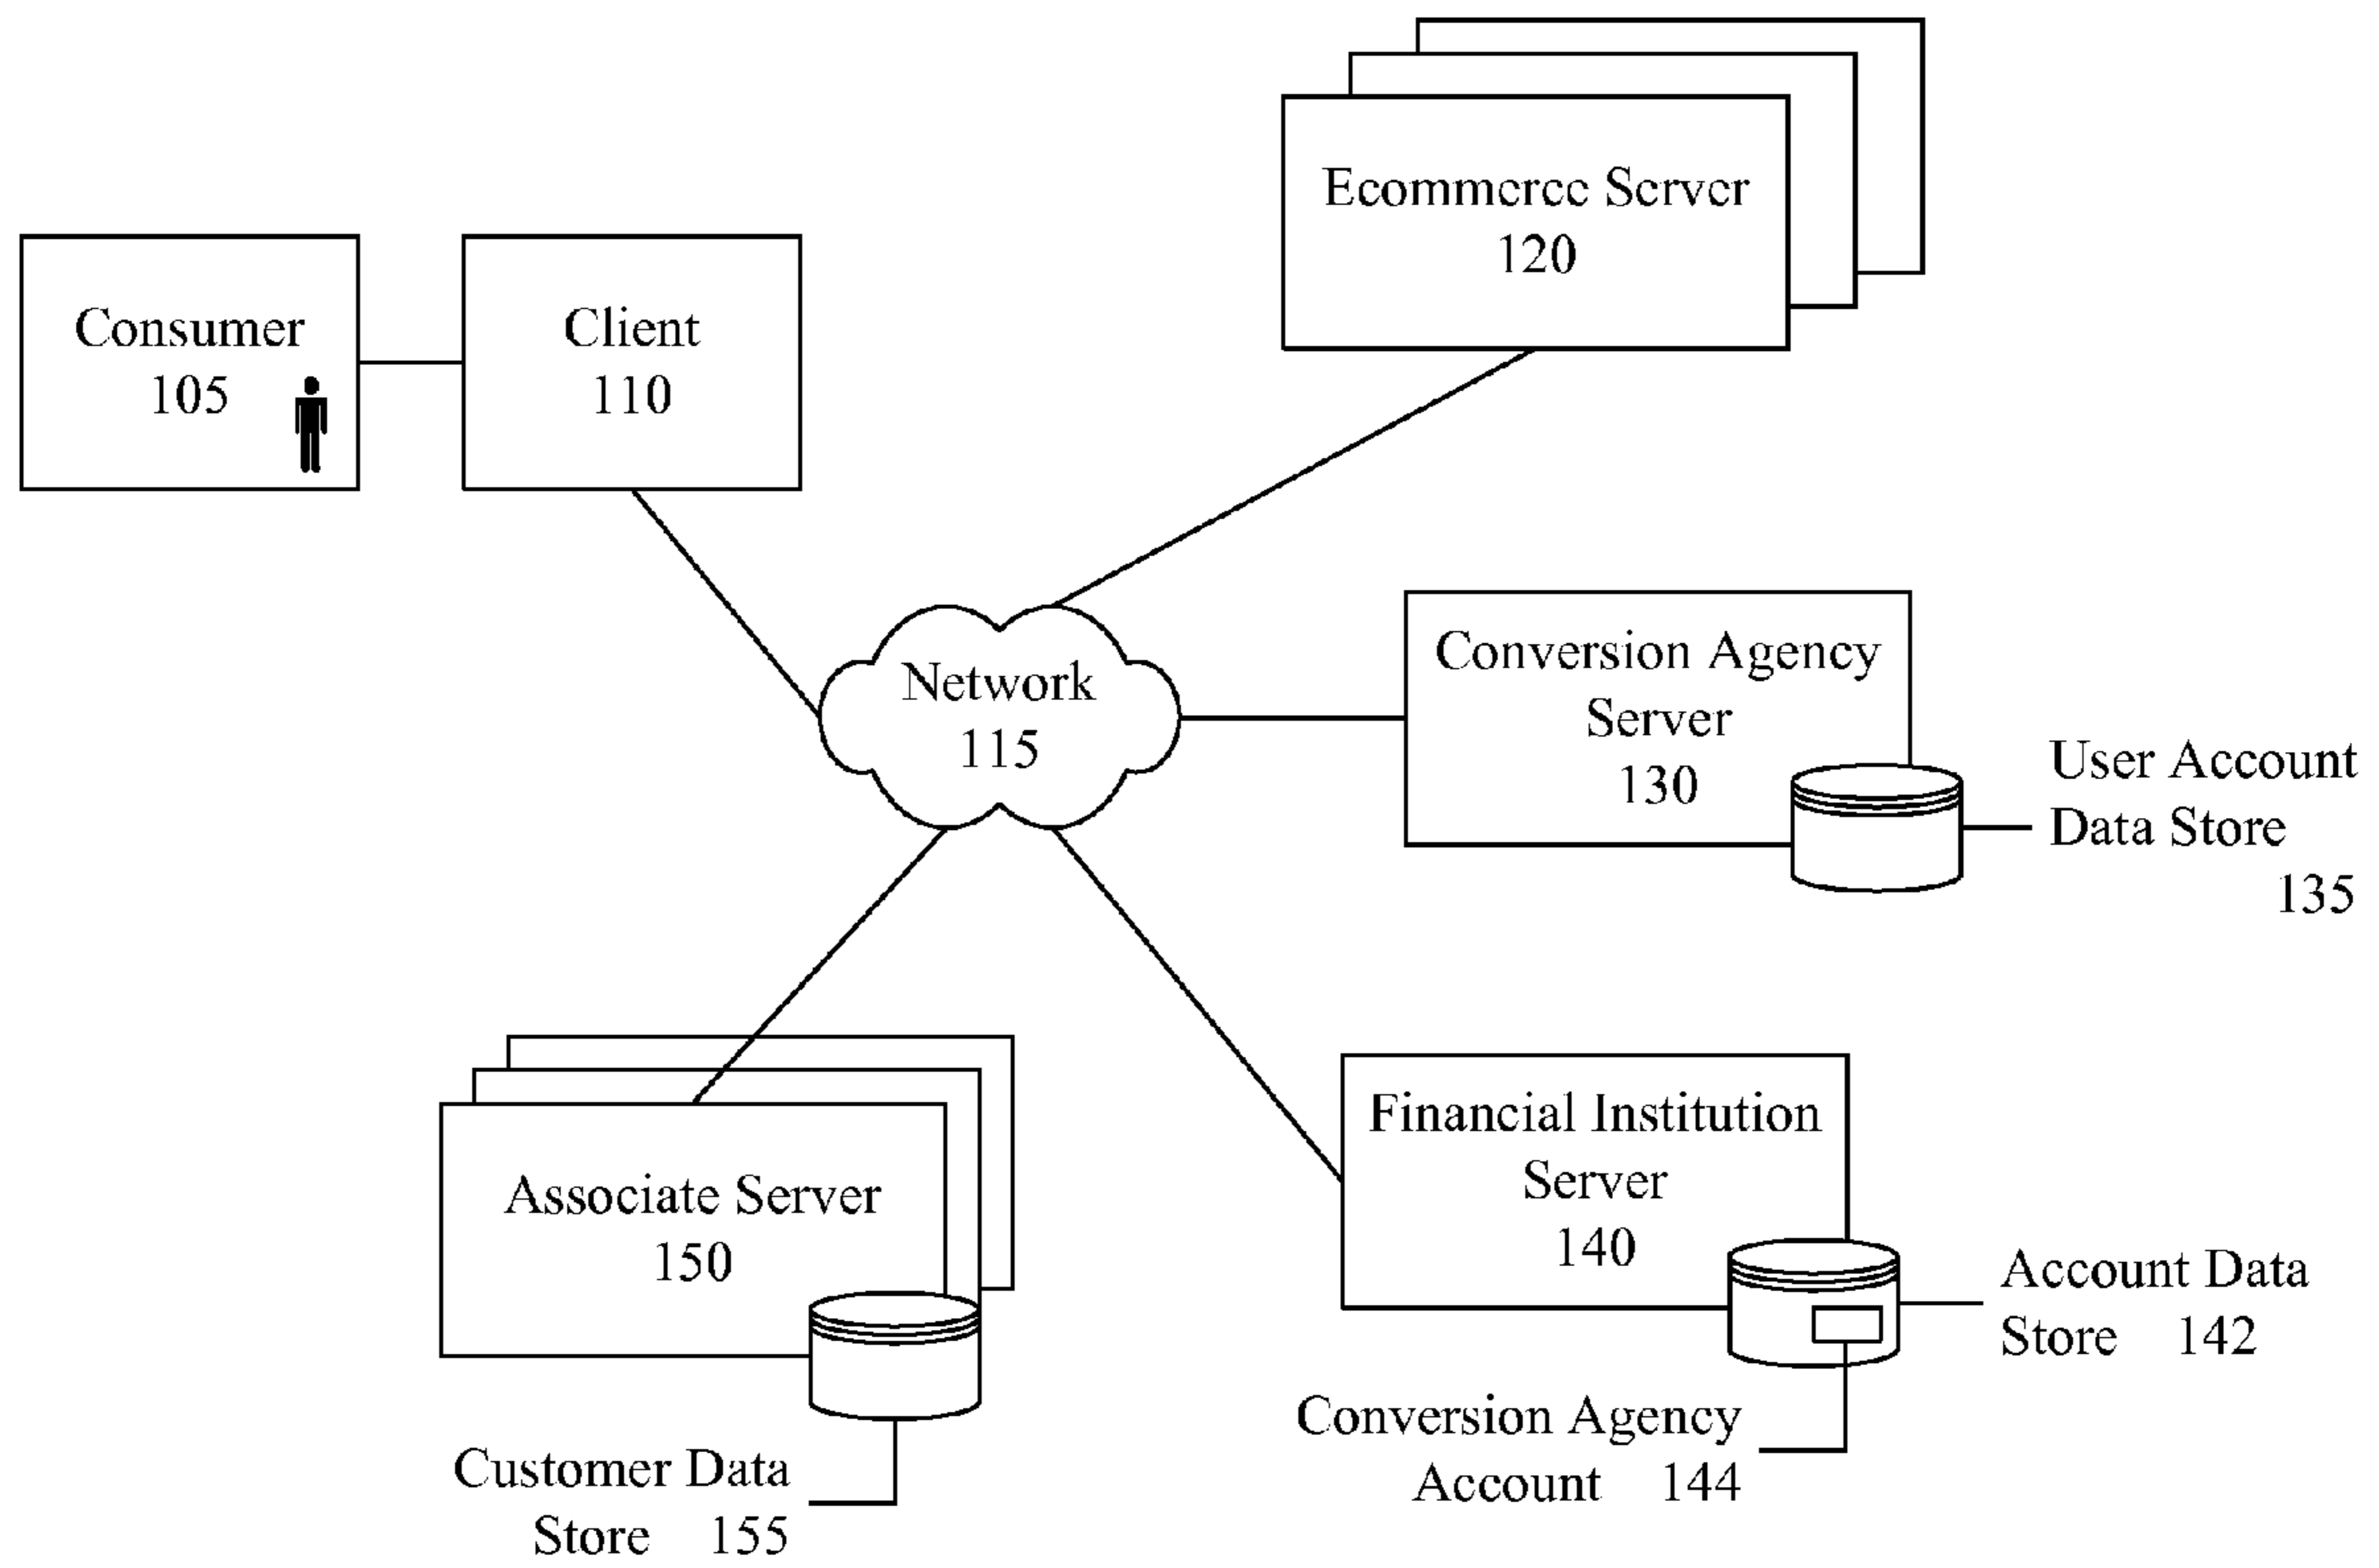 Ecommerce Server
120
Consumer
105
Client
110
Network
115
Conversion Agency
Server
130
User Account
Data Store
135
Associate Server
150
Customer Data
Store 155
Financial Institution
Server
140
Account Data
Store 142
Conversion Agency
Account 144